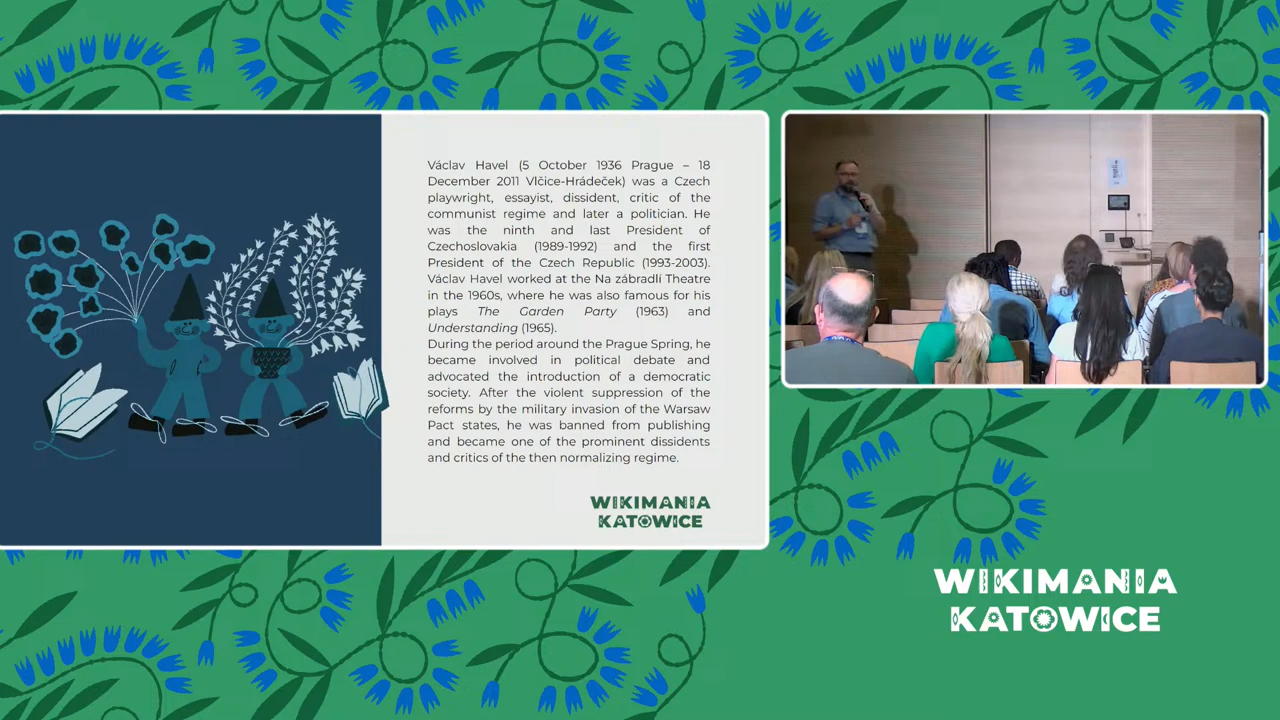 Václav Havel (5 October 1936 Prague – 18
December 2011 Vlčice-Hrádeček) was a Czech
playwright, essayist, dissident, critic of the
communist regime and later a politician. He
was the ninth and last President of
Czechoslovakia (1989-1992) and the first
President of the Czech Republic (1993-2003).
Václav Havel worked at the Na zábradlí Theatre
in the 1960s, where he was also famous for his
plays The Garden Party (1963) and
Understanding (1965).
During the period around the Prague Spring, he
became involved in political debate and
advocated the introduction of a democratic
society. After the violent suppression of the
reforms by the military invasion of the Warsaw
Pact states, he was banned from publishing
and became one of the prominent dissidents
and critics of the then normalizing regime.
WIKIMANIA
KATOWICE
WIKIMANIA
KATOWICE